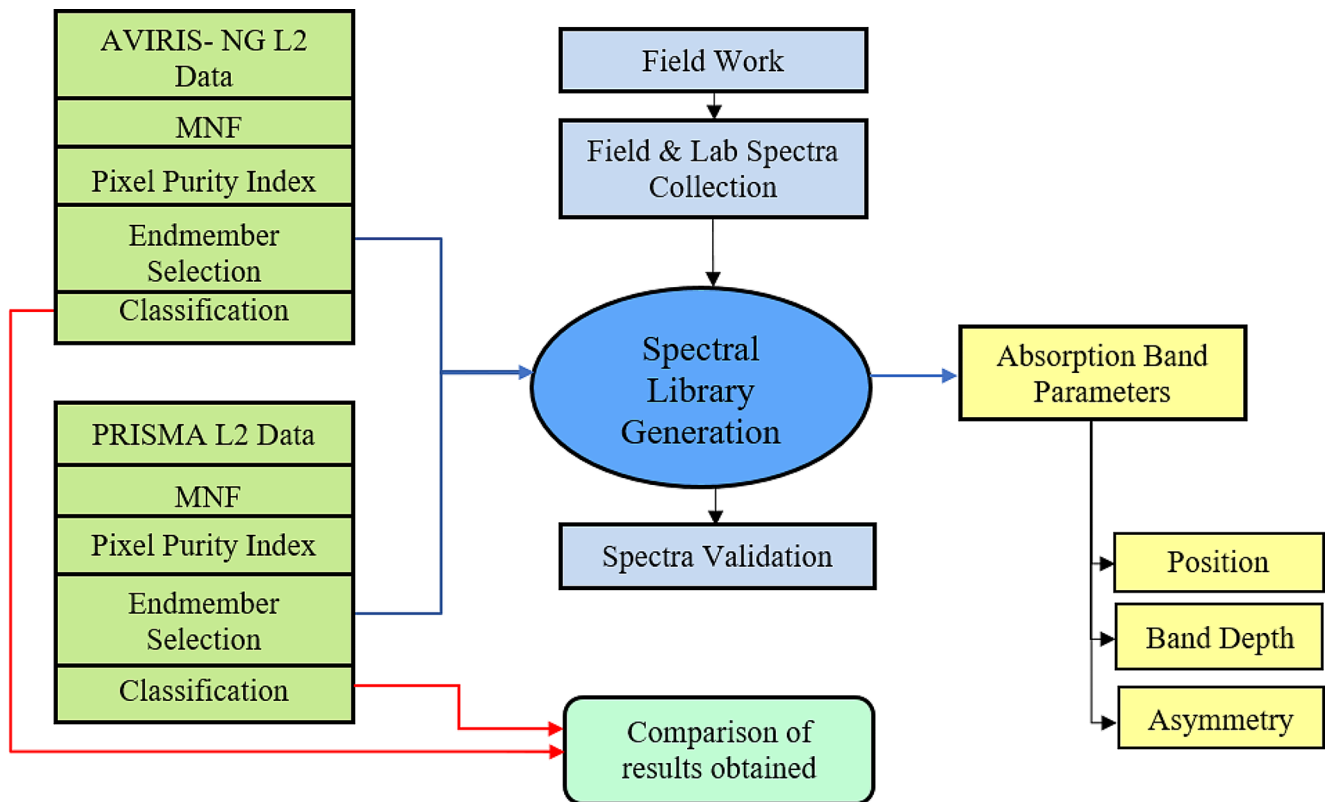 AVIRIS- NG L2
Data
MNF
Pixel Purity Index
Endmember
Selection
Classification
PRISMA L2 Data
MNF
Pixel Purity Index
Endmember
Selection
Classification
Field Work
Field & Lab Spectra
Collection
Spectral
Library
Generation
Spectra Validation
Comparison of
results obtained
Absorption Band
Parameters
Position
Band Depth
Asymmetry